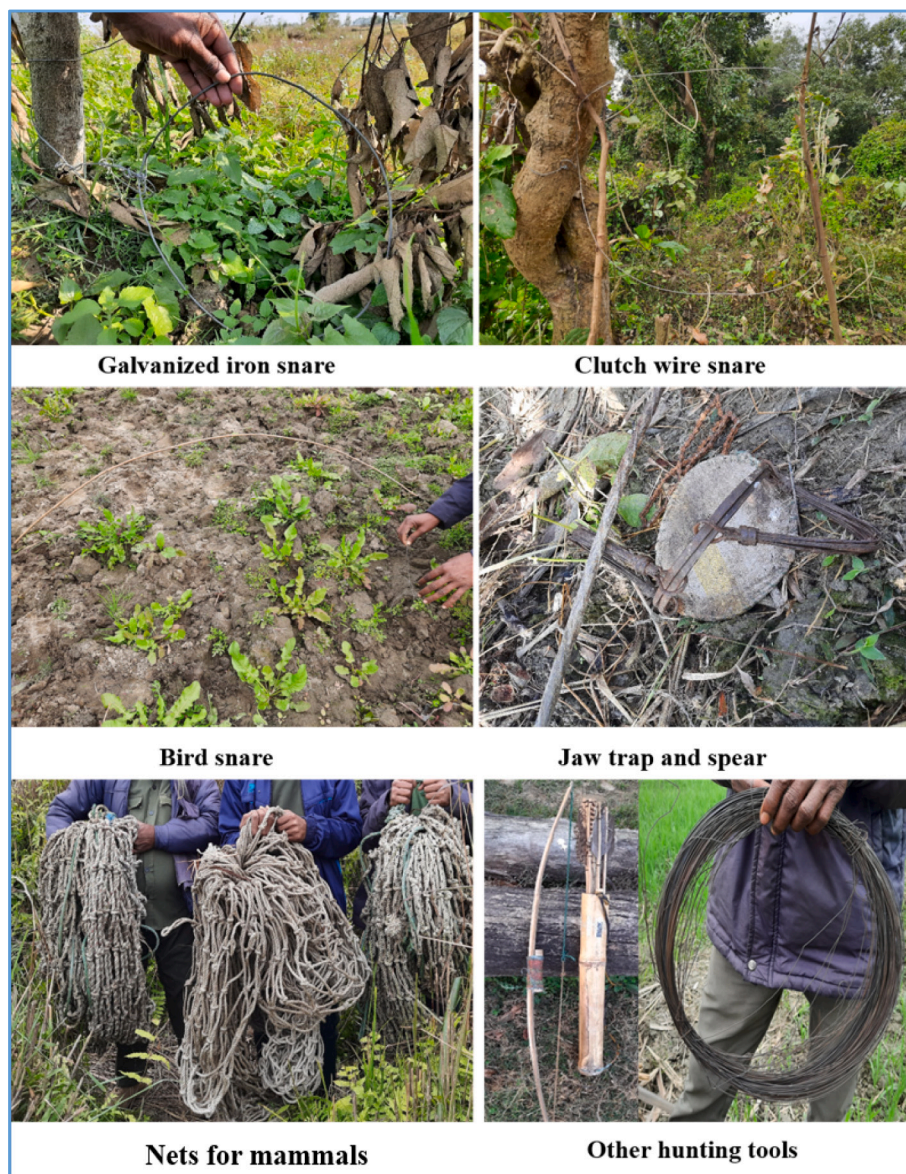 Galvanized iron snare
Clutch wire snare
Bird snare
Jaw trap and spear
Nets for mammals
Other hunting tools